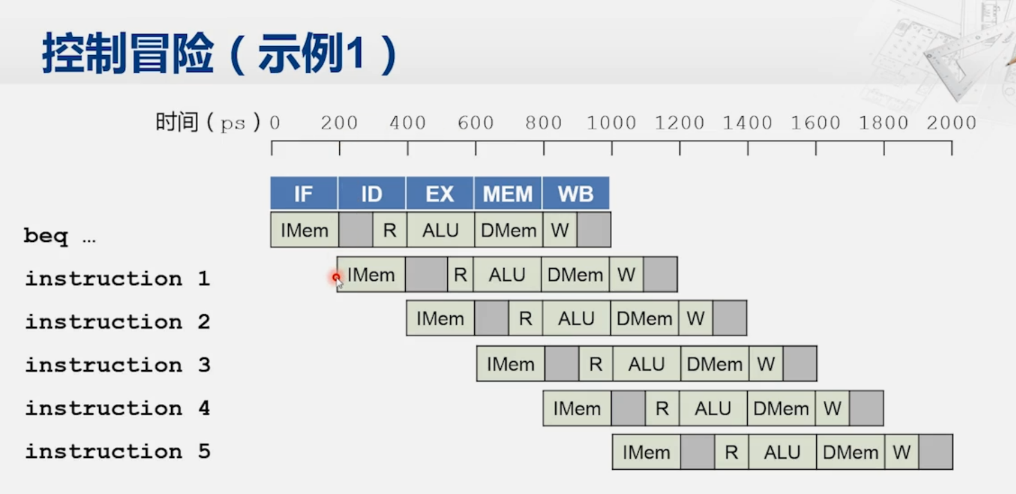 控制冒险（示例1）
时间（ps）0 200 400 600 800 1000 1200 1400 1600 1800 2000
IF ID EX MEM WB
beq … IMem R ALU DMem W
instruction 1 IMem R ALU DMem W
instruction 2 IMem R ALU DMem W
instruction 3 IMem R ALU DMem W
instruction 4 IMem R ALU DMem W
instruction 5 IMem R ALU DMem W